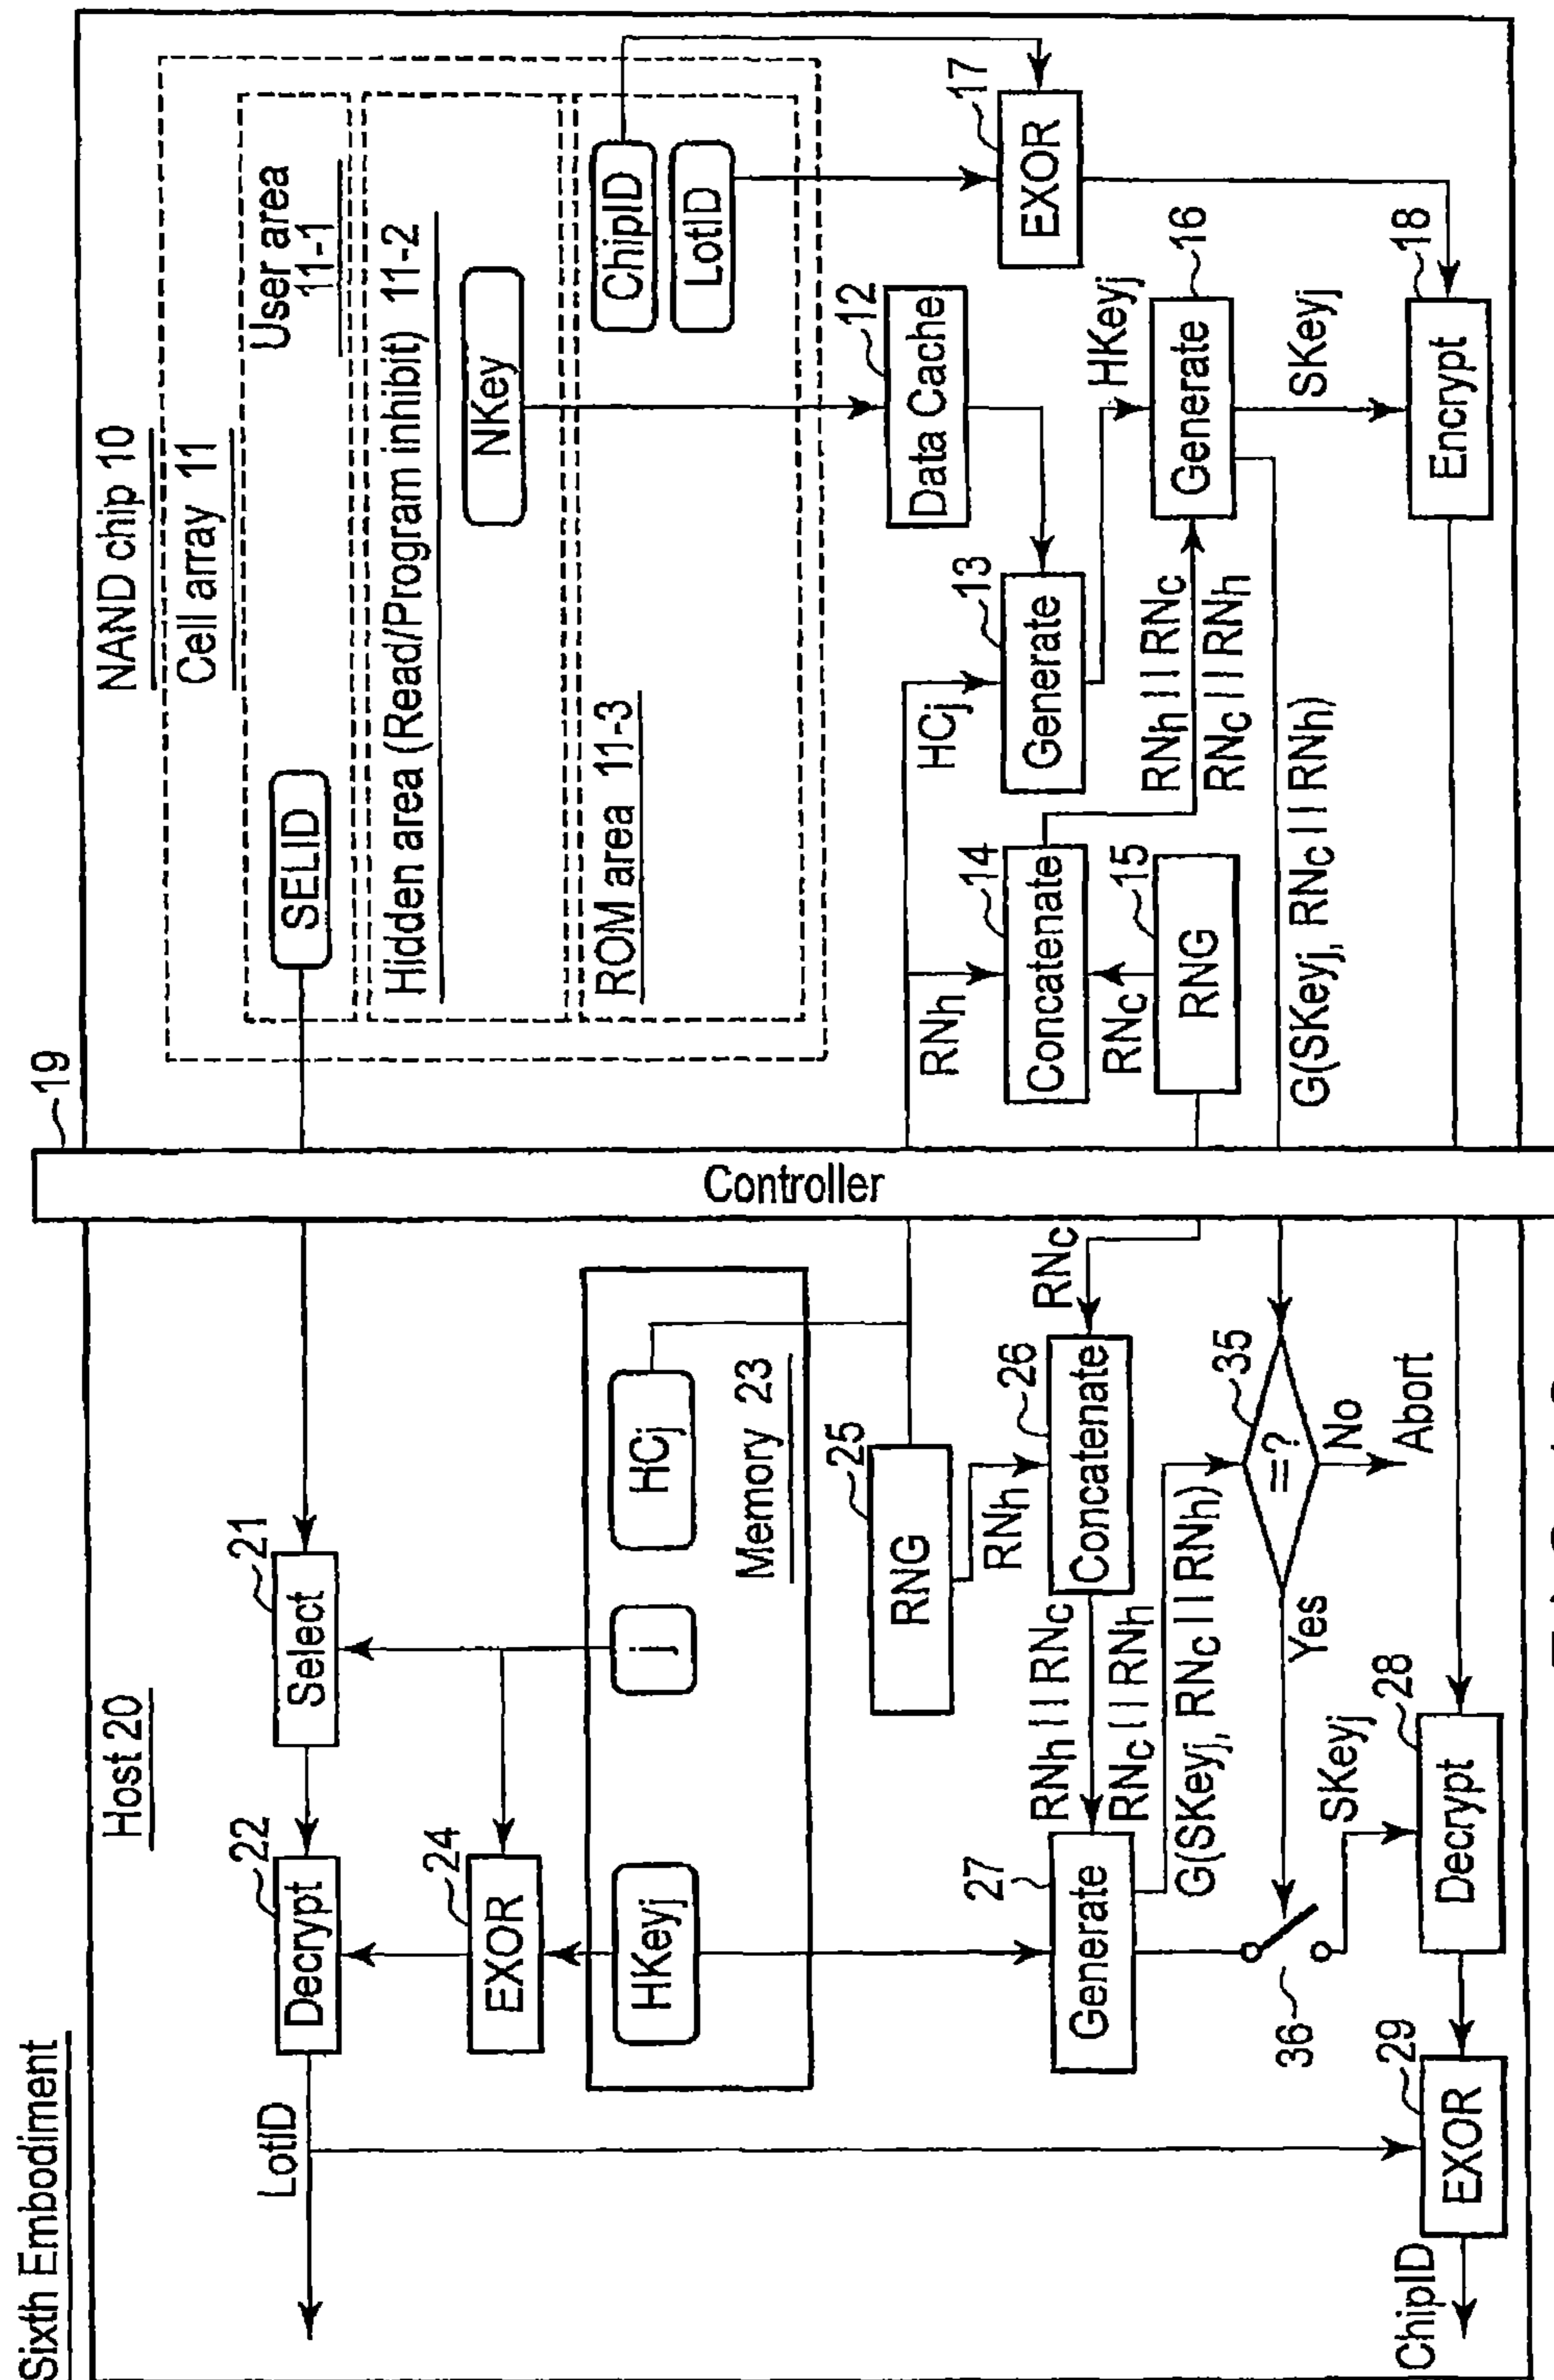 Sixth Embodiment
Host 20
LotID
Decrypt
22
Select
21
EXOR
24
HKeyj
j
HCj
Memory 23
RNG
25
RNh
RNc
Concatenate
26
RNh||RNc
RNc||RNh
Generate
27
G(SKeyj, RNc||RNh)
=?
35
Yes
No
Abort
36
SKeyj
Decrypt
28
EXOR
29
ChipID
Controller
19
NAND chip 10
Cell array 11
SELID
User area
11-1
Hidden area (Read/Program inhibit) 11-2
NKey
ROM area 11-3
ChipID
LotID
Data Cache
12
HCj
Generate
13
RNh
Concatenate
14
RNc
RNG
15
HKeyj
RNh||RNc
RNc||RNh
Generate
16
EXOR
17
SKeyj
G(SKeyj, RNc||RNh)
Encrypt
18